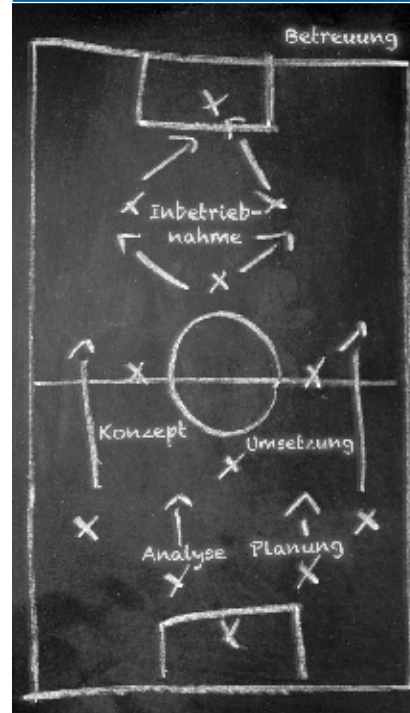 Betreuung
Inbetrieb-
nahme
Konzept
Umsetzung
Analyse
Planung